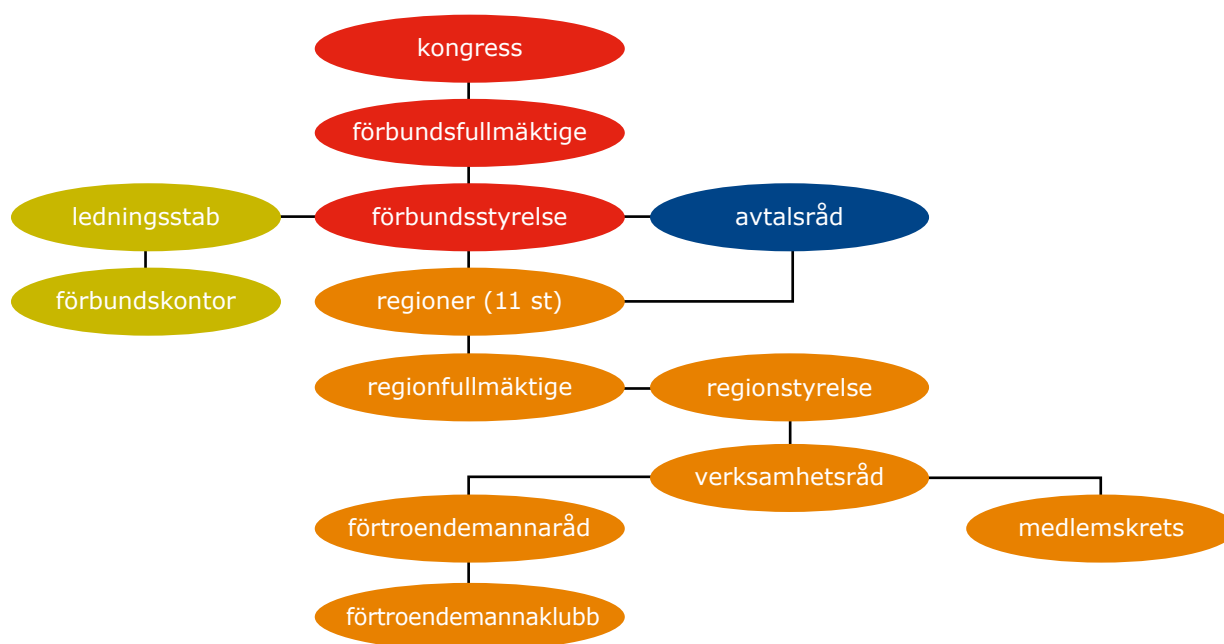 kongress
förbundsfullmäktige
ledningsstab
förbundsstyrelse
avtalsråd
förbundskontor
regioner (11 st)
regionfullmäktige
regionstyrelse
verksamhetsråd
förtroendemannaråd
medlemskrets
förtroendemannaklubb